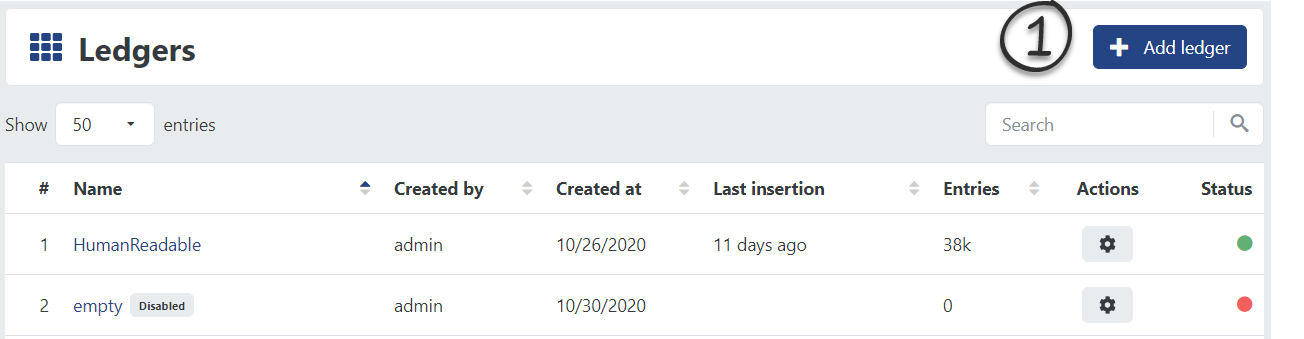 Ledgers
1
Add ledger
Show 50 entries
Search
# Name Created by Created at Last insertion Entries Actions Status
1 HumanReadable admin 10/26/2020 11 days ago 38k
2 empty Disabled admin 10/30/2020 0